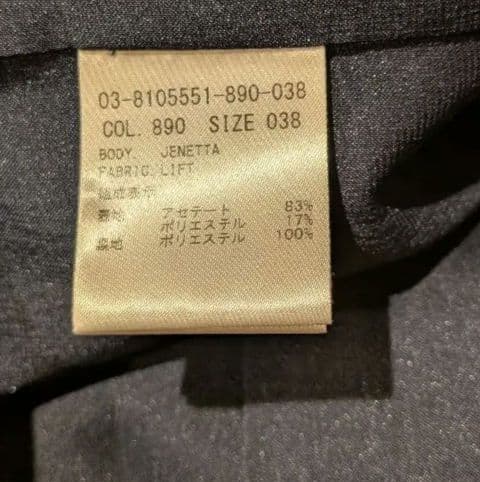 03-8105551-890-038
COL. 890 SIZE 038
BODY. JENETTA
FABRIC.LIFT
組成表示
表地 アセテート 83%
ポリエステル 17%
裏地 ポリエステル 100%